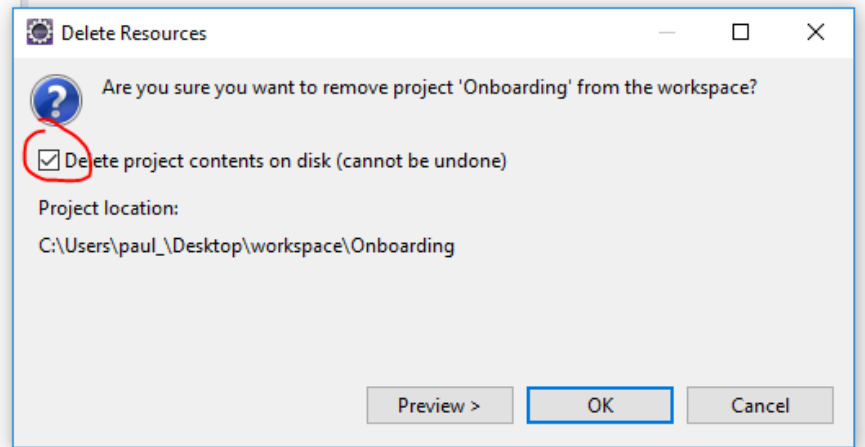 Delete Resources
Are you sure you want to remove project 'Onboarding' from the workspace?
Delete project contents on disk (cannot be undone)
Project location:
C:\Users\paul_\Desktop\workspace\Onboarding
Preview > OK Cancel